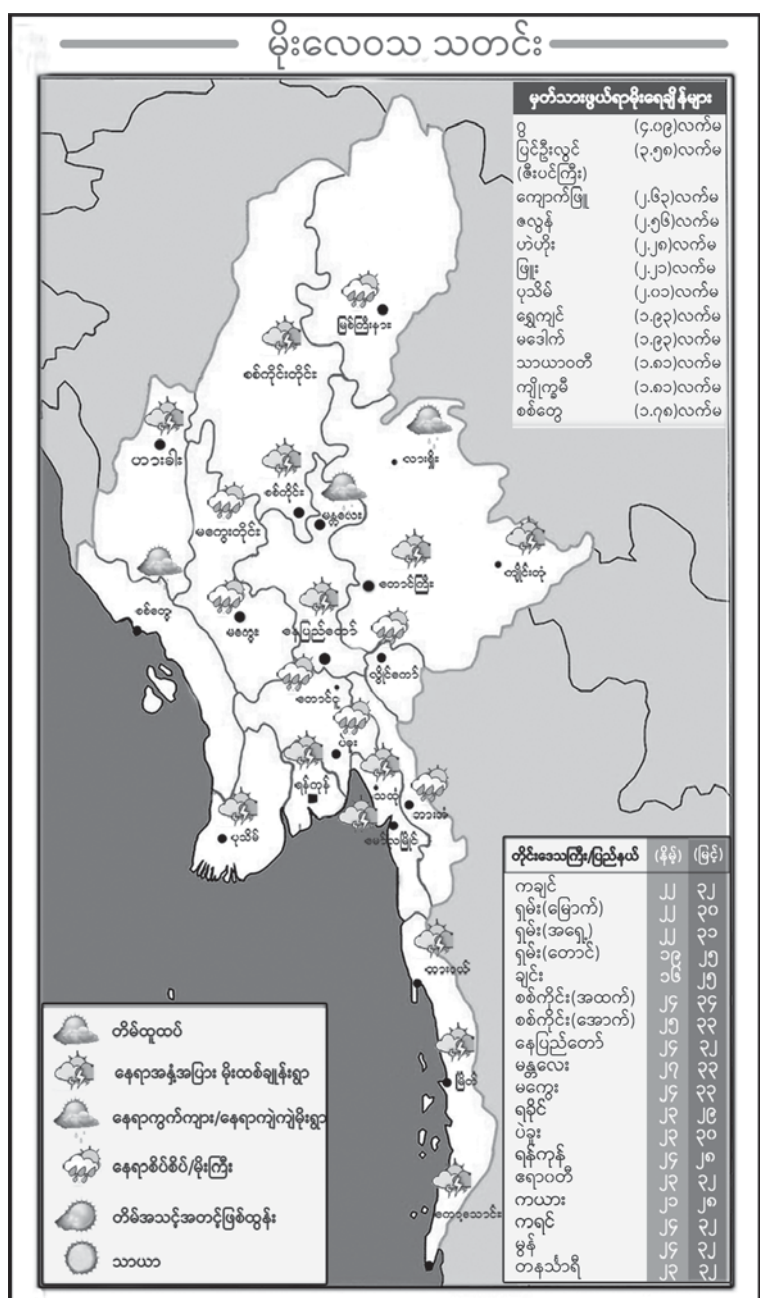 မိုးလေဝသ သတင်း
မှတ်သားဖွယ်ရာမိုးရေချိန်များ
ဂွ (၄.၀၉)လက်မ
ပြင်ဦးလွင် (၃.၅၈)လက်မ
(ဇီးပင်ကြီး)
ကျောက်ဖြူ (၂.၆၃)လက်မ
ဇလွန် (၂.၅၆)လက်မ
ဟဲဟိုး (၂.၂၈)လက်မ
ဖြူး (၂.၂၁)လက်မ
ပုသိမ် (၂.၀၁)လက်မ
ရွှေကျင် (၁.၉၃)လက်မ
မဒေါက် (၁.၉၃)လက်မ
သာယာဝတီ (၁.၈၁)လက်မ
ကျိုက္ခမီ (၁.၈၁)လက်မ
စစ်တွေ (၁.၇၈)လက်မ
မြစ်ကြီးနား
စစ်ကိုင်းတိုင်း
ဟားခါး
လားရှိုး
စစ်ကိုင်း
မန္တလေး
မကွေးတိုင်း
တောင်ကြီး
ကျိုင်းတုံ
စစ်တွေ
မကွေး
နေပြည်တော်
လွိုင်ကော်
တောင်ငူ
ပဲခူး
ရန်ကုန်
သထုံ
ဘားအံ
ပုသိမ်
မော်လမြိုင်
ထားဝယ်
မြိတ်
ကော့သောင်း
တိုင်းဒေသကြီး/ပြည်နယ် (နိမ့်) (မြင့်)
ကချင် ၂၂ ၃၂
ရှမ်း(မြောက်) ၂၂ ၃၀
ရှမ်း(အရှေ့) ၂၂ ၃၁
ရှမ်း(တောင်) ၁၉ ၂၅
ချင်း ၁၆ ၂၅
စစ်ကိုင်း(အထက်) ၂၄ ၃၄
စစ်ကိုင်း(အောက်) ၂၅ ၃၃
နေပြည်တော် ၂၄ ၃၂
မန္တလေး ၂၇ ၃၃
မကွေး ၂၄ ၃၃
ရခိုင် ၂၃ ၂၉
ပဲခူး ၂၃ ၃၀
ရန်ကုန် ၂၄ ၂၈
ဧရာဝတီ ၂၃ ၃၂
ကယား ၂၁ ၂၈
ကရင် ၂၄ ၃၂
မွန် ၂၄ ၃၂
တနင်္သာရီ ၂၃ ၃၂
တိမ်ထူထပ်
နေရာအနှံ့အပြား မိုးထစ်ချုန်းရွာ
နေရာကွက်ကျား/နေရာကျဲကျဲမိုးရွာ
နေရာစိပ်စိပ်/မိုးကြီး
တိမ်အသင့်အတင့်ဖြစ်ထွန်း
သာယာ